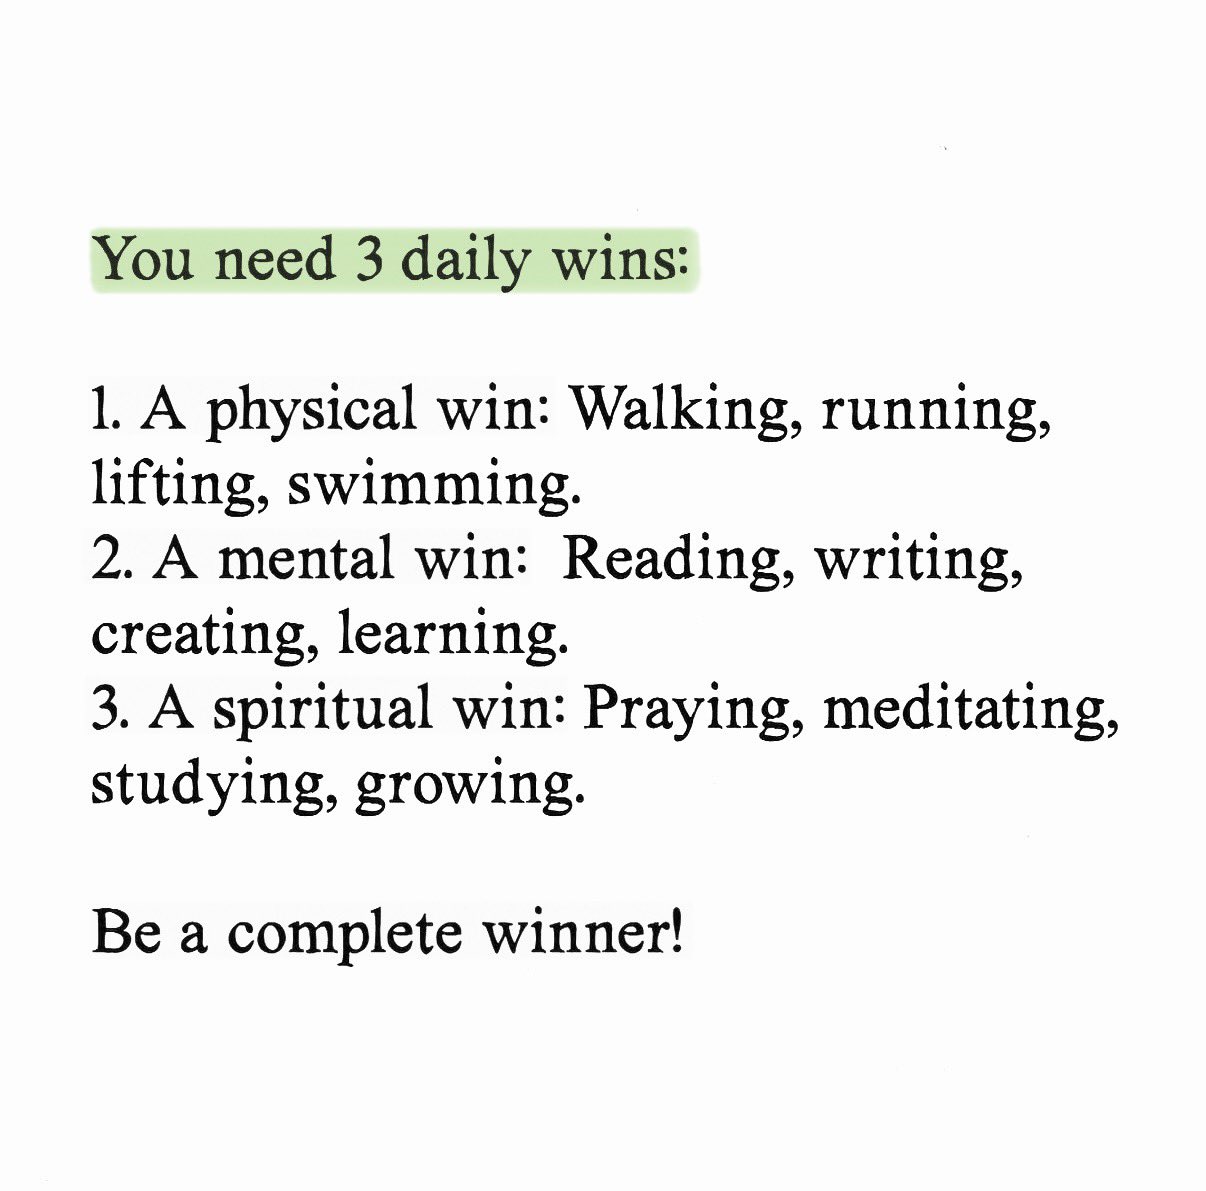 You need 3 daily wins:
1. A physical win: Walking, running,
lifting, swimming.
2. A mental win: Reading, writing,
creating, learning.
3. A spiritual win: Praying, meditating,
studying, growing.
Be a complete winner!